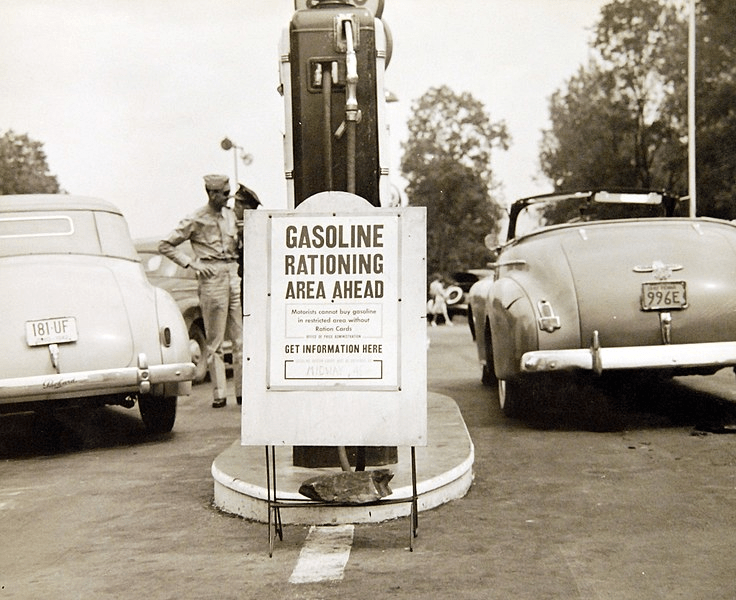 GASOLINE
RATIONING
AREA AHEAD
Motorists cannot buy gasoline
in restricted area without
Ration Cards
OFFICE OF PRICE ADMINISTRATION
GET INFORMATION HERE
MIDWAY,
181·UF
996E